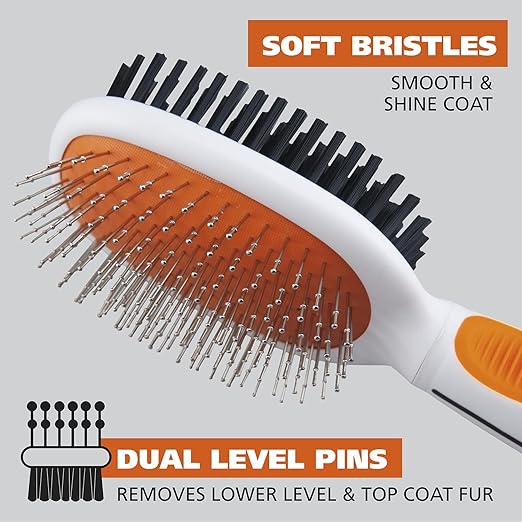 SOFT BRISTLES
SMOOTH &
SHINE COAT
DUAL LEVEL PINS
REMOVES LOWER LEVEL & TOP COAT FUR